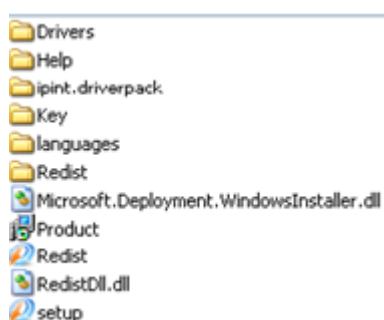 Drivers
Help
ipint.driverpack
Key
languages
Redist
Microsoft.Deployment.WindowsInstaller.dll
Product
Redist
RedistDll.dll
setup